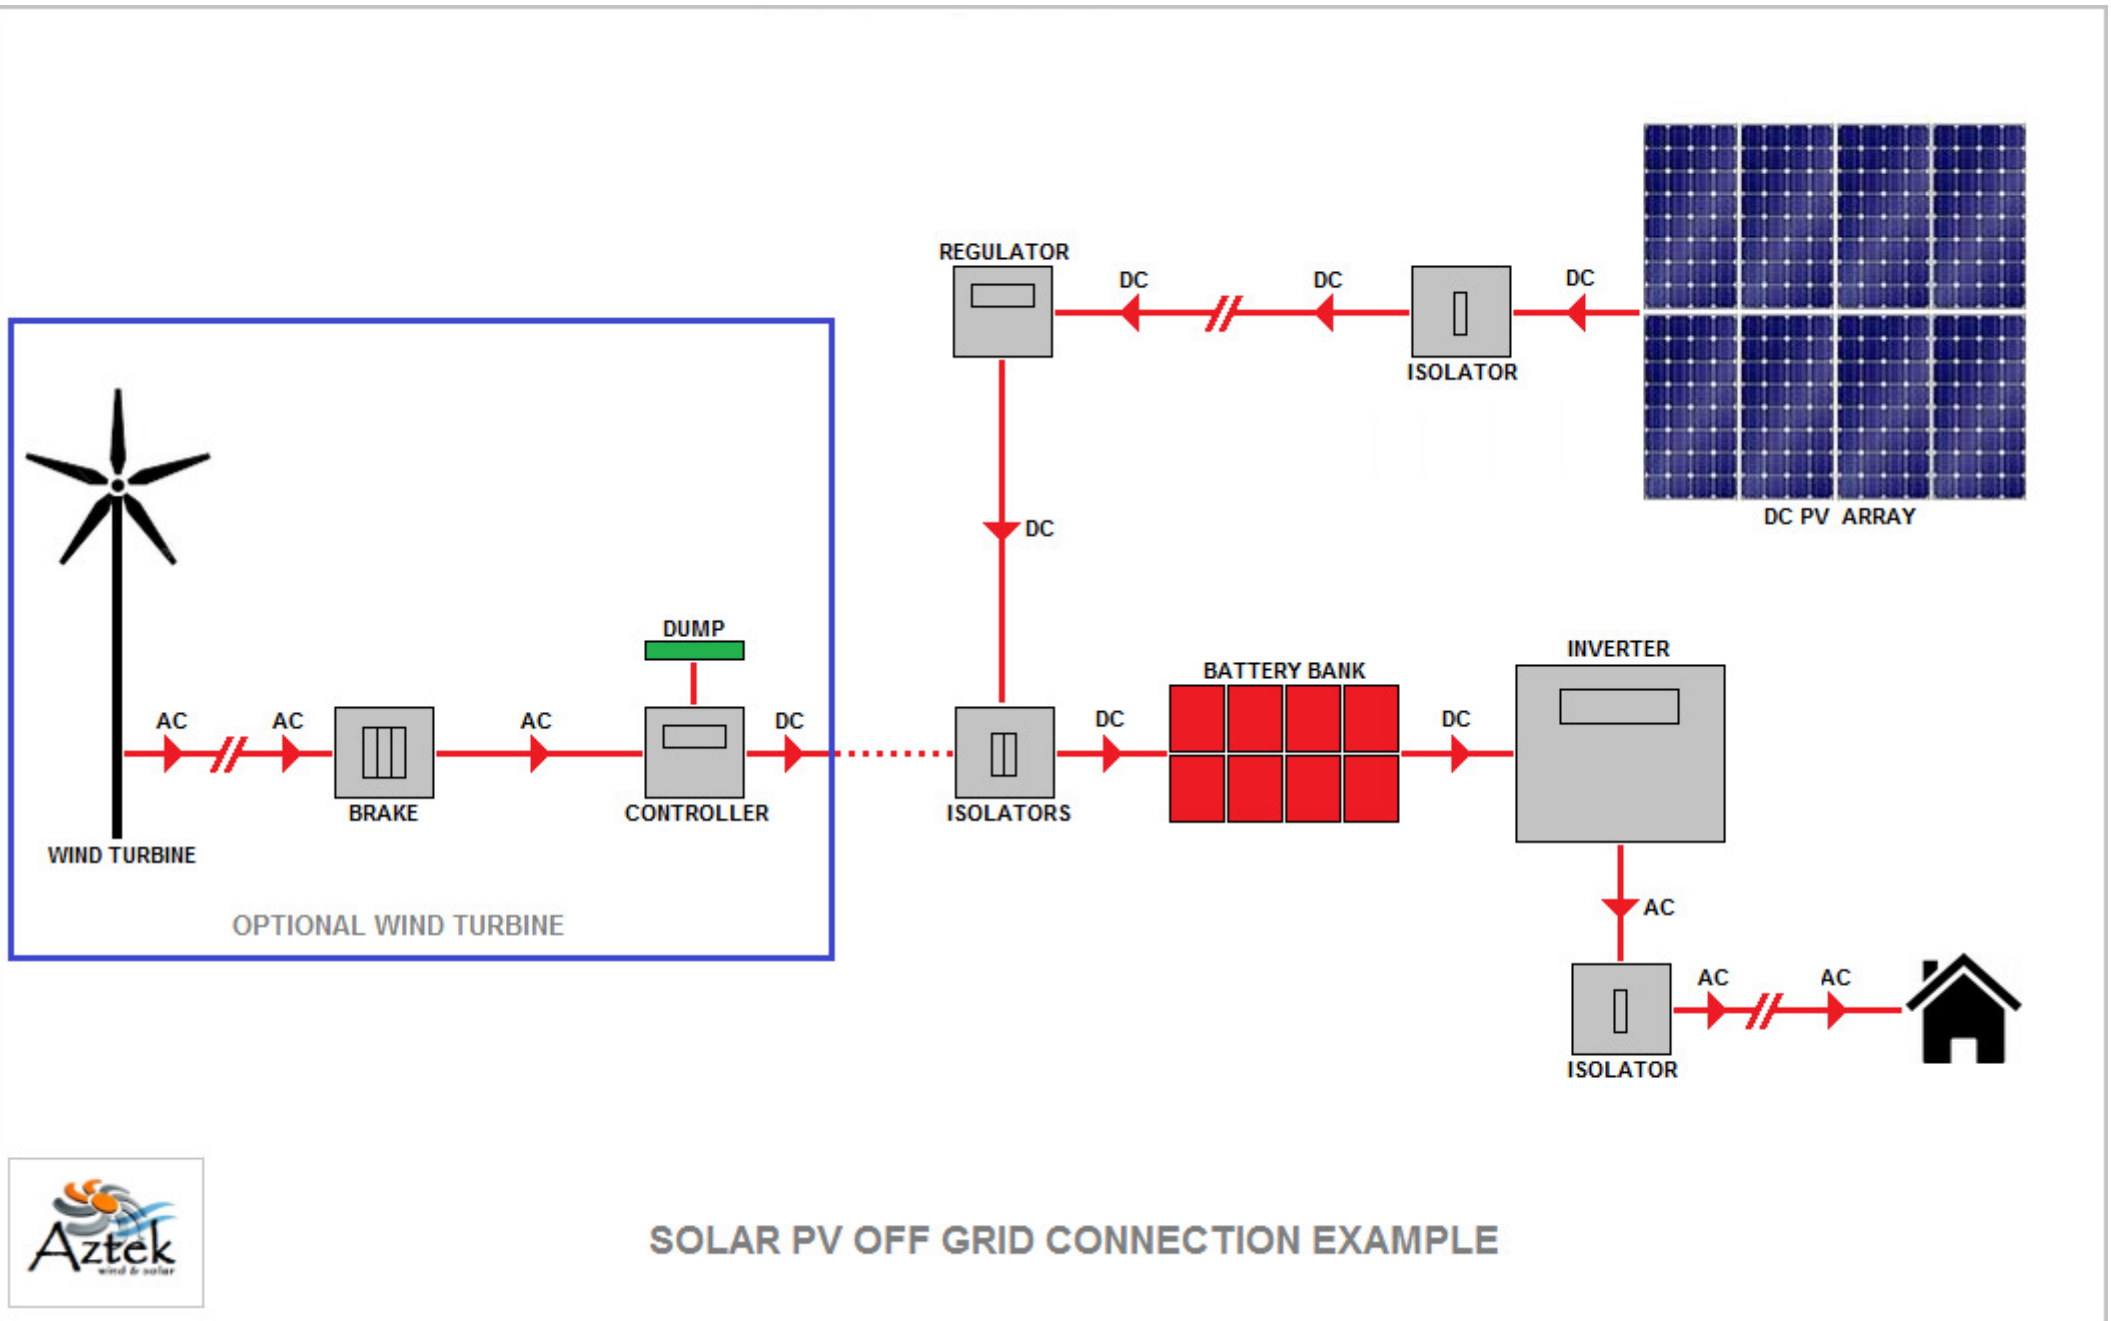 REGULATOR
DC
DC
DC
ISOLATOR
DC PV  ARRAY
DC
DUMP
BATTERY BANK
INVERTER
AC
AC
AC
DC
DC
DC
BRAKE
CONTROLLER
ISOLATORS
WIND TURBINE
OPTIONAL WIND TURBINE
AC
AC
AC
ISOLATOR
Aztek
wind & solar
SOLAR PV OFF GRID CONNECTION EXAMPLE